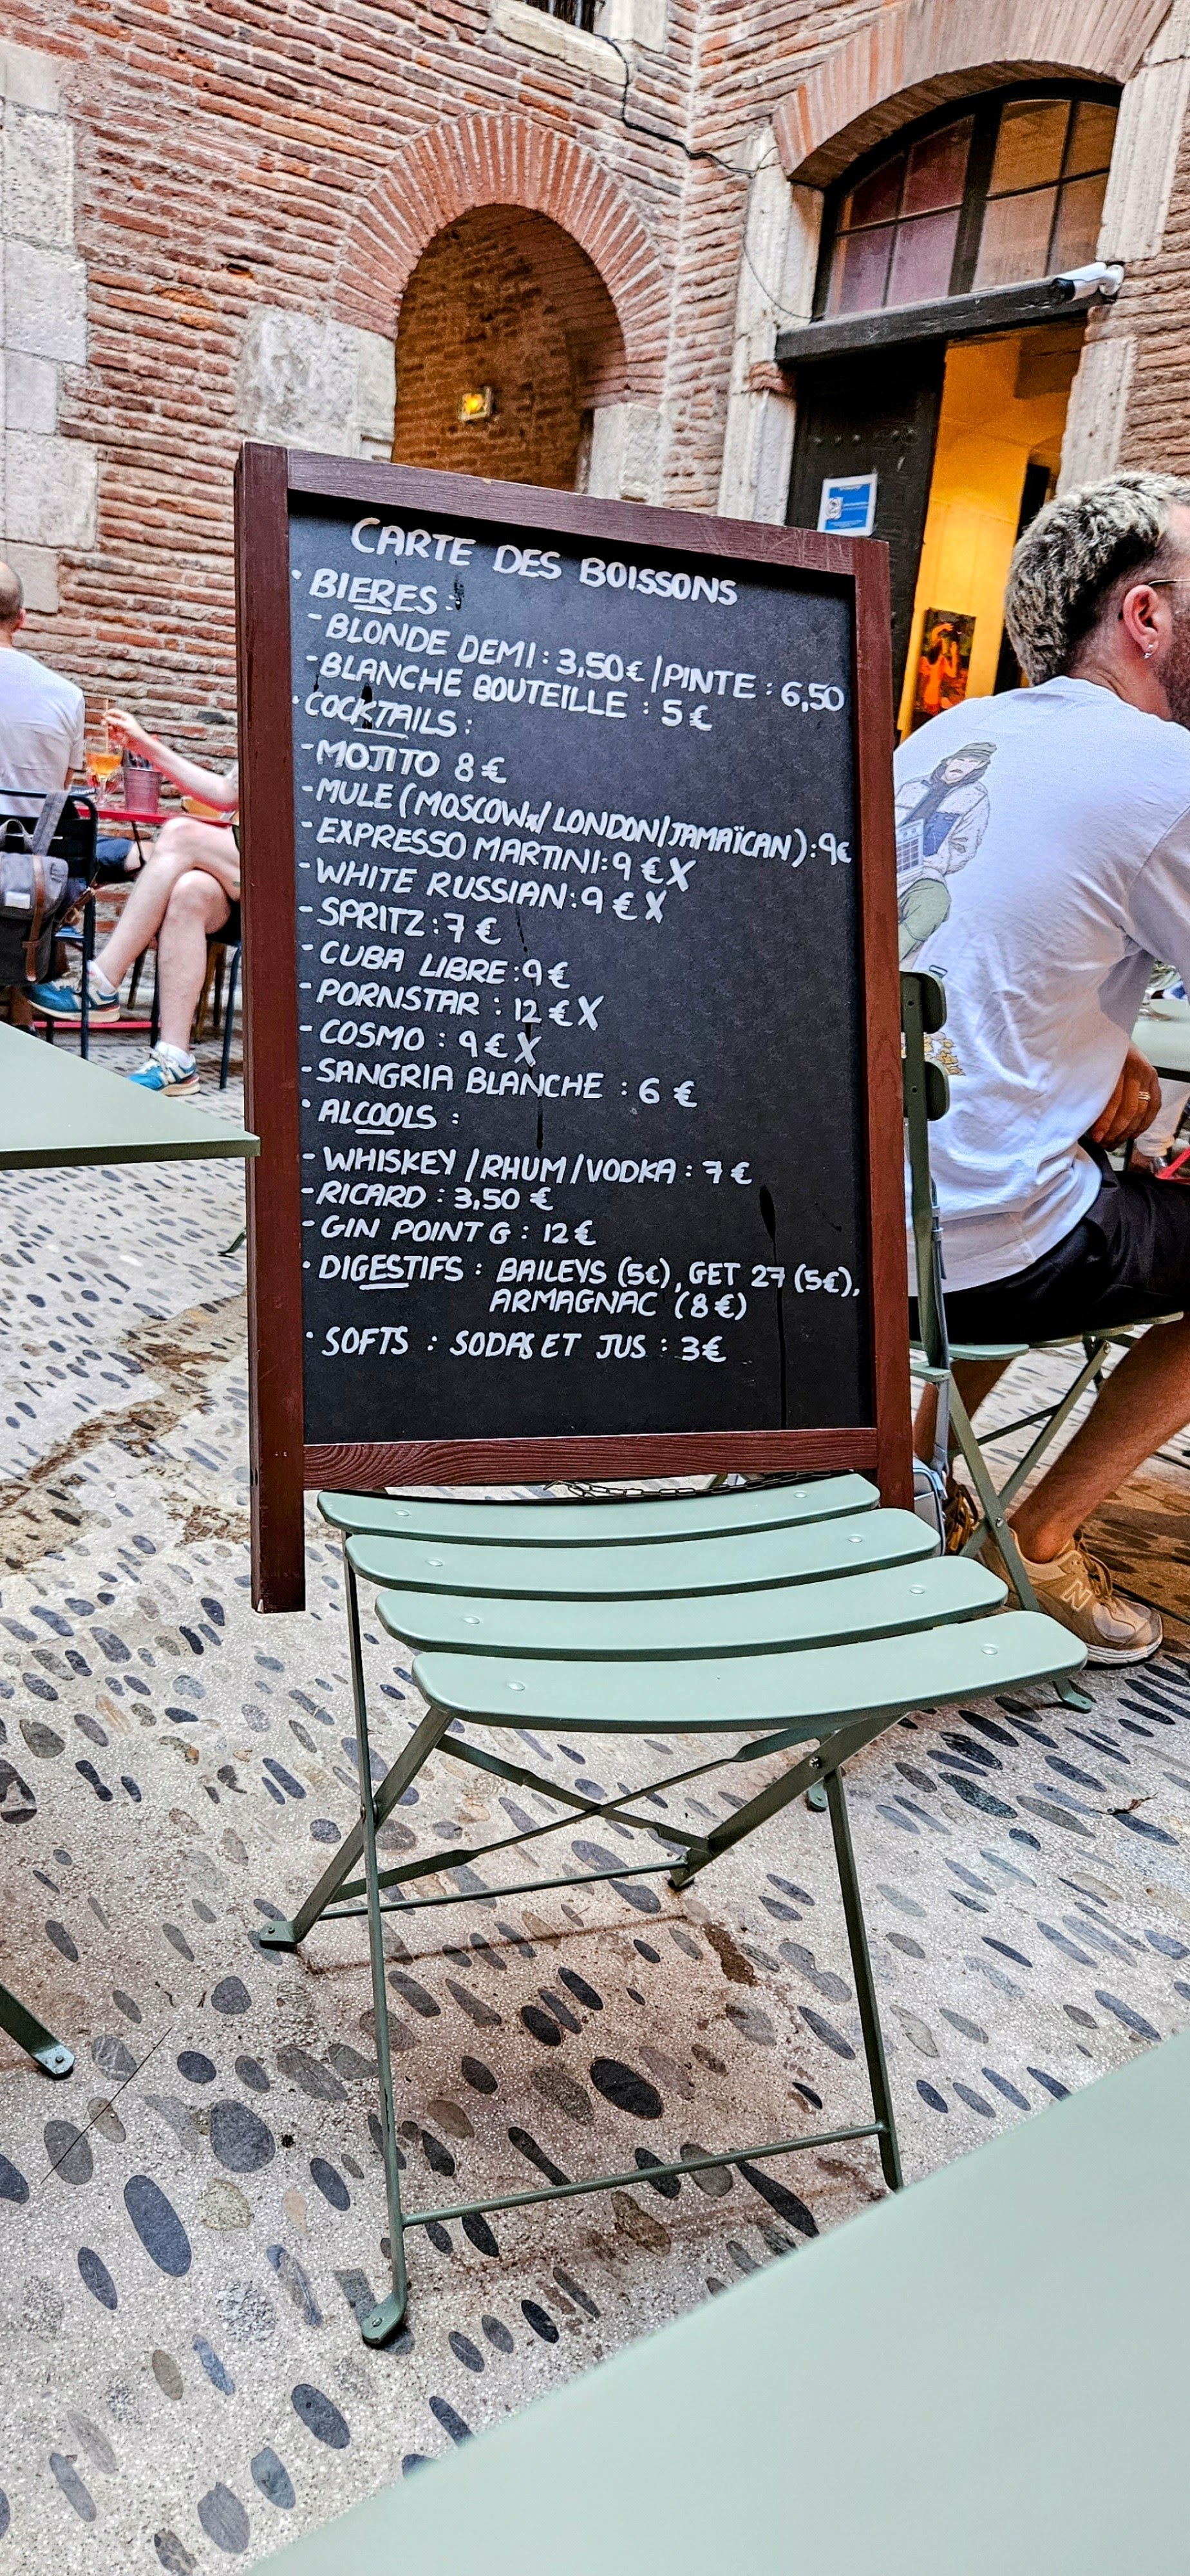 CARTE DES BOISSONS
• BIERES :
- BLONDE DEMI : 3,50€ / PINTE : 6,50
- BLANCHE BOUTEILLE : 5€
• COCKTAILS :
- MOJITO 8€
- MULE (MOSCOWx/ LONDON/JAMAÏCAN) : 9€
- EXPRESSO MARTINI: 9€ X
- WHITE RUSSIAN: 9€ X
- SPRITZ : 7€
- CUBA LIBRE : 9€
- PORNSTAR : 12€ X
- COSMO : 9€ X
- SANGRIA BLANCHE : 6€
• ALCOOLS :
- WHISKEY / RHUM / VODKA : 7€
- RICARD : 3,50 €
- GIN POINT G : 12€
• DIGESTIFS : BAILEYS (5€), GET 27 (5€),
ARMAGNAC (8€)
• SOFTS : SODAS ET JUS : 3€
N